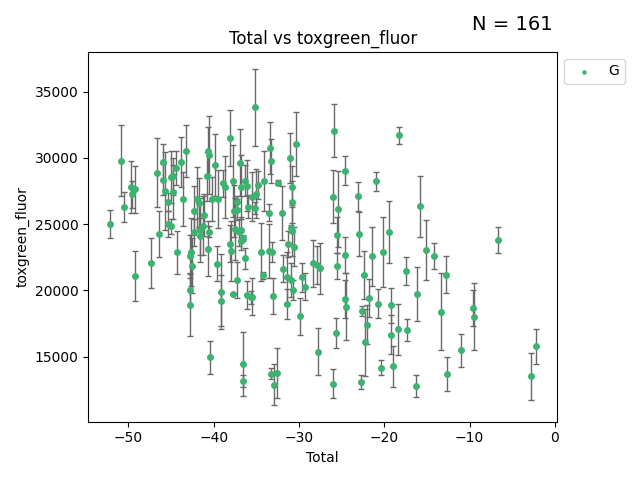 N = 161
Total vs toxgreen_fluor
G
toxgreen_fluor
35000
30000
25000
20000
15000
−50 −40 −30 −20 −10 0
Total